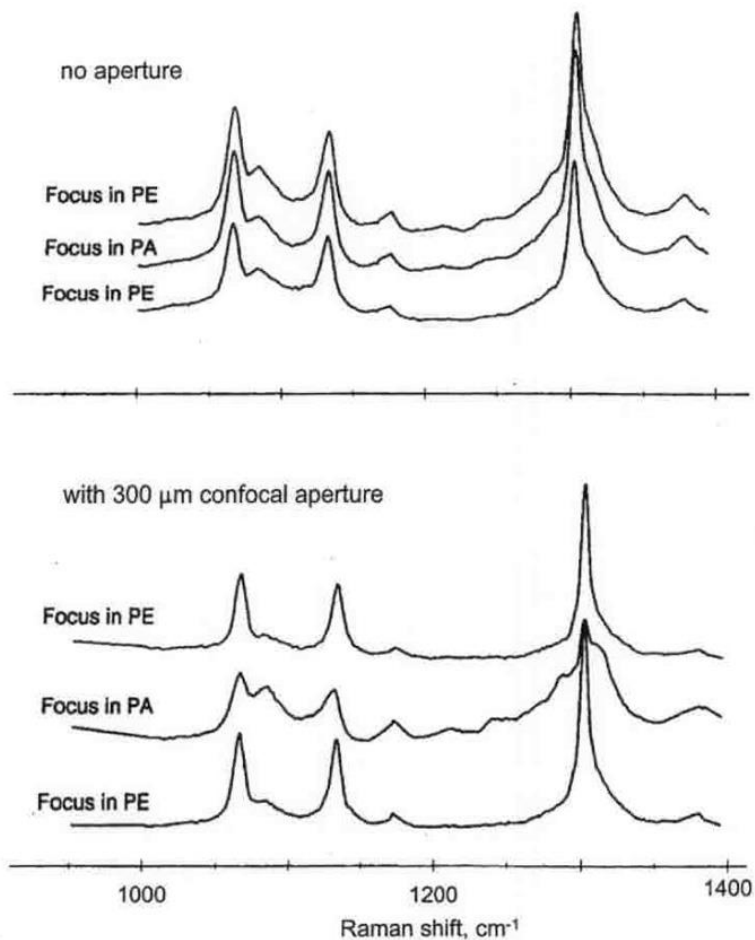 no aperture
Focus in PE
Focus in PA
Focus in PE
with 300 μm confocal aperture
Focus in PE
Focus in PA
Focus in PE
1000 1200 1400
Raman shift, cm⁻¹